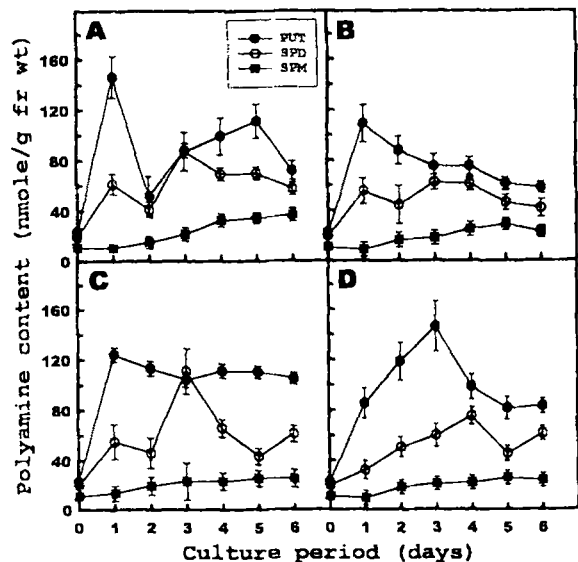 A
B
PUT
SPD
SPM
160
120
80
40
0
C
D
160
120
80
40
0
0 1 2 3 4 5 6
0 1 2 3 4 5 6
Polyamine content (nmole/g fr wt)
Culture period (days)